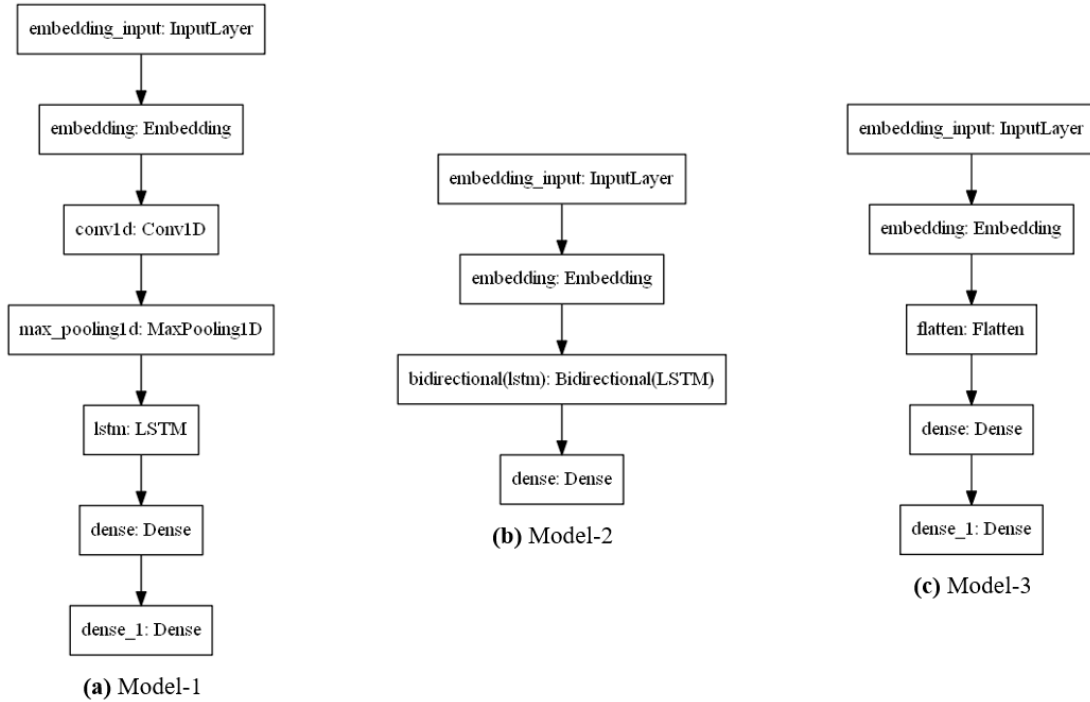 embedding_input: InputLayer
embedding: Embedding
conv1d: Conv1D
max_pooling1d: MaxPooling1D
lstm: LSTM
dense: Dense
dense_1: Dense
(a) Model-1
embedding_input: InputLayer
embedding: Embedding
bidirectional(lstm): Bidirectional(LSTM)
dense: Dense
(b) Model-2
embedding_input: InputLayer
embedding: Embedding
flatten: Flatten
dense: Dense
dense_1: Dense
(c) Model-3